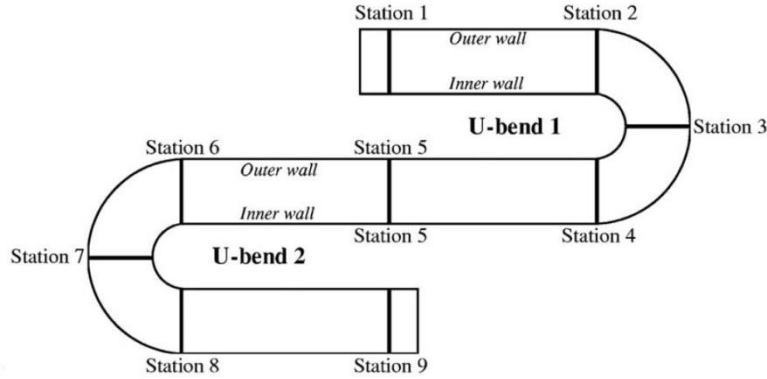 Station 1
Station 2
Outer wall
Inner wall
U-bend 1
Station 3
Station 6
Station 5
Outer wall
Inner wall
Station 5
Station 4
Station 7
U-bend 2
Station 8
Station 9